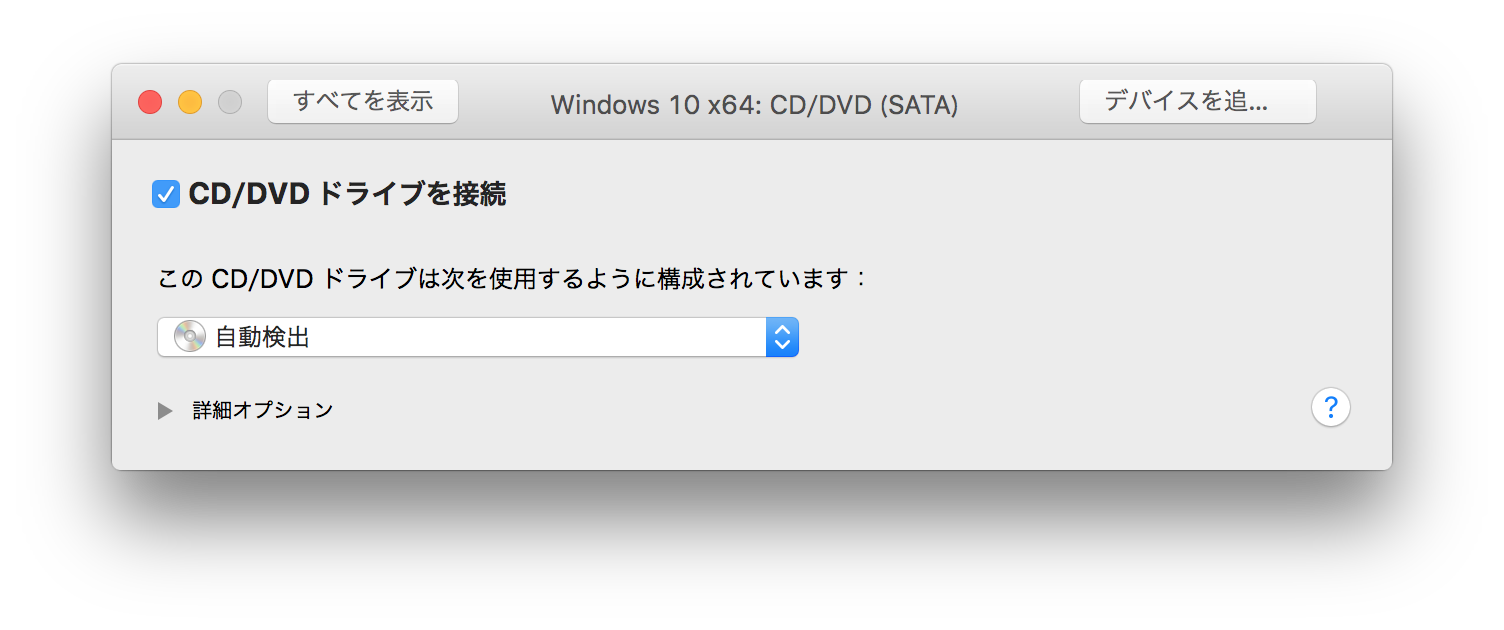 すべてを表示
Windows 10 x64: CD/DVD (SATA)
デバイスを追...
CD/DVD ドライブを接続
この CD/DVD ドライブは次を使用するように構成されています：
自動検出
詳細オプション
?